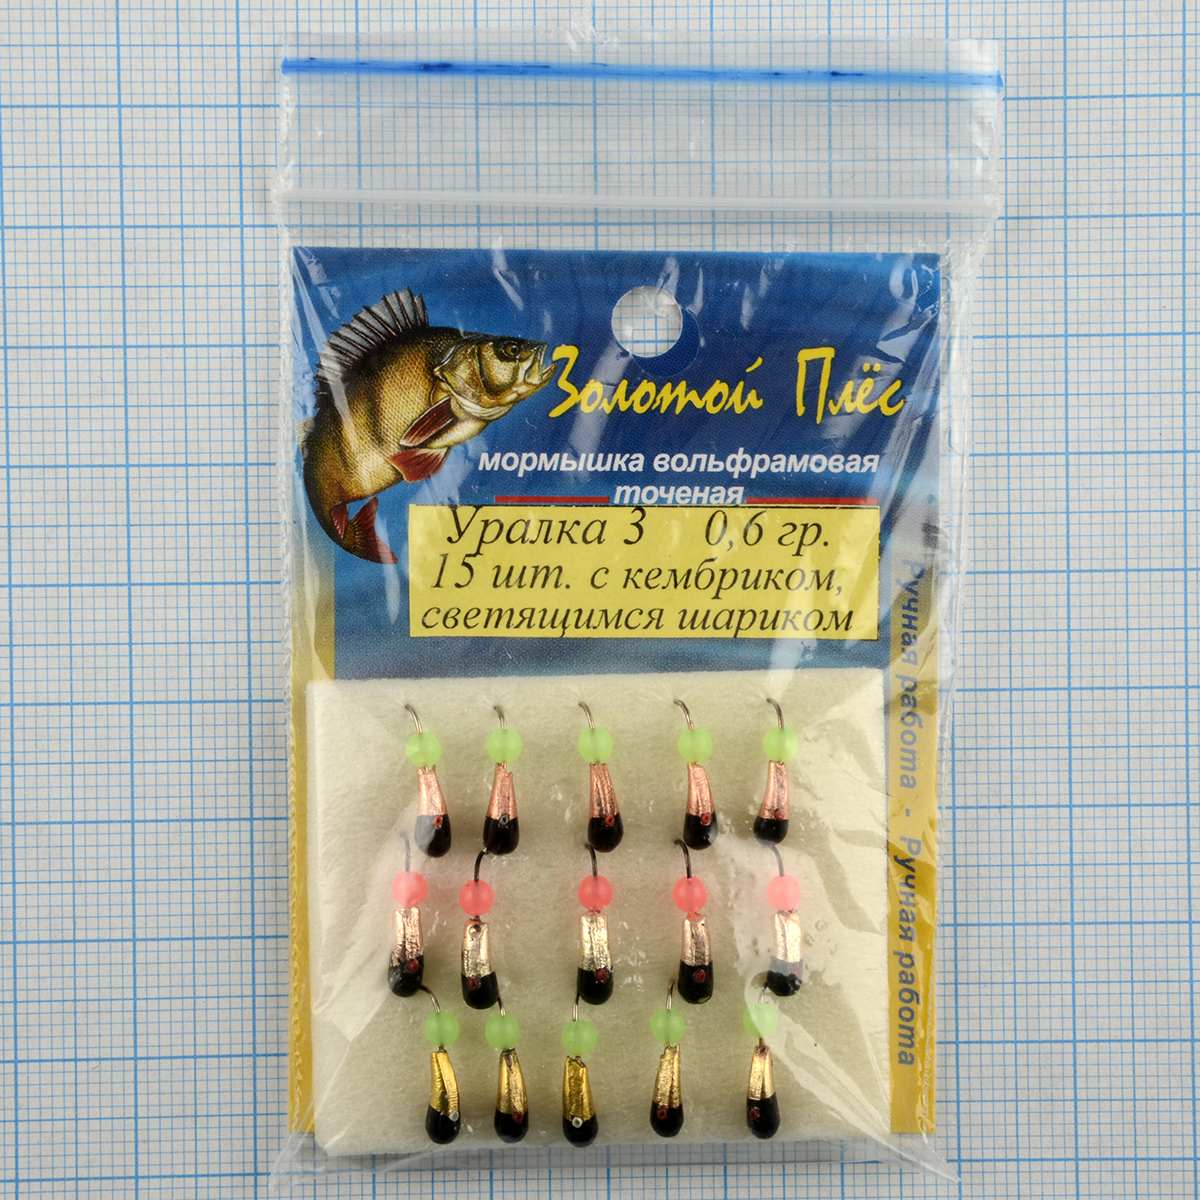 Золотой Плёс
мормышка вольфрамовая
точеная
Уралка 3 0,6 гр.
15 шт. с кембриком,
светящимся шариком
Ручная работа - Ручная работа